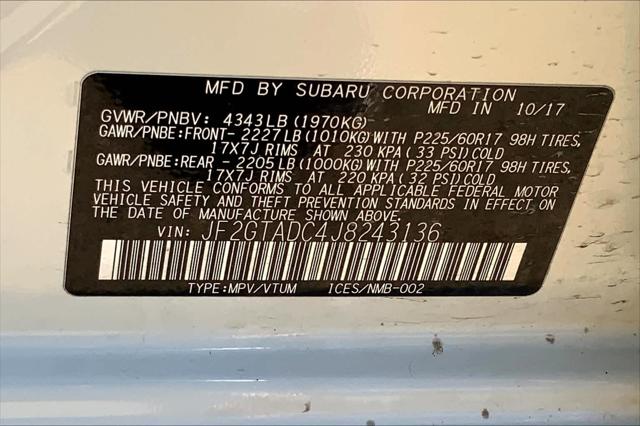 MFD BY SUBARU CORPORATION
MFD IN 10/17
GVWR/PNBV: 4343LB(1970KG)
GAWR/PNBE:FRONT- 2227LB(1010KG)WITH P225/60R17 98H TIRES,
17X7J RIMS AT 230 KPA(33 PSI)COLD
GAWR/PNBE:REAR - 2205LB(1000KG)WITH P225/60R17 98H TIRES,
17X7J RIMS AT 220 KPA(32 PSI)COLD
THIS VEHICLE CONFORMS TO ALL APPLICABLE FEDERAL MOTOR
VEHICLE SAFETY AND THEFT PREVENTION STANDARDS IN EFFECT ON
THE DATE OF MANUFACTURE SHOWN ABOVE.
VIN: JF2GTADC4J8243136
TYPE:MPV/VTUM ICES/NMB-002